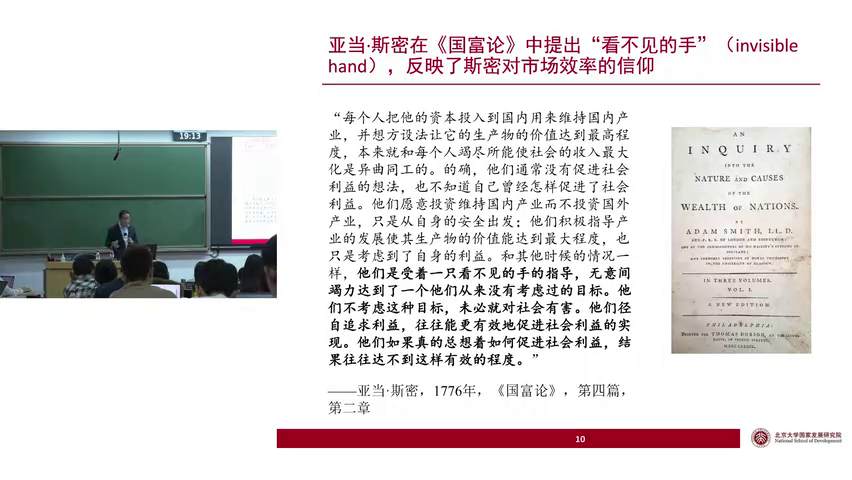 亚当·斯密在《国富论》中提出“看不见的手”（invisible
hand），反映了斯密对市场效率的信仰
19:13
“每个人把他的资本投入到国内用来维持国内产
业，并想方设法让它的生产物的价值达到最高程
度，本来就和每个人竭尽所能使社会的收入最大
化是异曲同工的。的确，他们通常没有促进社会
利益的想法，也不知道自己曾经怎样促进了社会
利益。他们愿意投资维持国内产业而不投资国外
产业，只是从自身的安全出发；他们积极指导产
业的发展使其生产物的价值能达到最大程度，也
只是考虑到了自身的利益。和其他时候的情况一
样，他们是受着一只看不见的手的指导，无意间
竭力达到了一个他们从来没有考虑过的目标。他
们不考虑这种目标，未必就对社会有害。他们径
自追求利益，往往能更有效地促进社会利益的实
现。他们如果真的总想着如何促进社会利益，结
果往往达不到这样有效的程度。”
——亚当·斯密，1776年，《国富论》，第四篇，
第二章
AN
INQUIRY
INTO THE
NATURE AND CAUSES
OF THE
WEALTH OF NATIONS.
BY
ADAM SMITH, LL. D.
IN THREE VOLUMES.
VOL. I.
A NEW EDITION.
PHILADELPHIA:
PRINTED FOR THOMAS DOBSON,
10
北京大学国家发展研究院
National School of Development